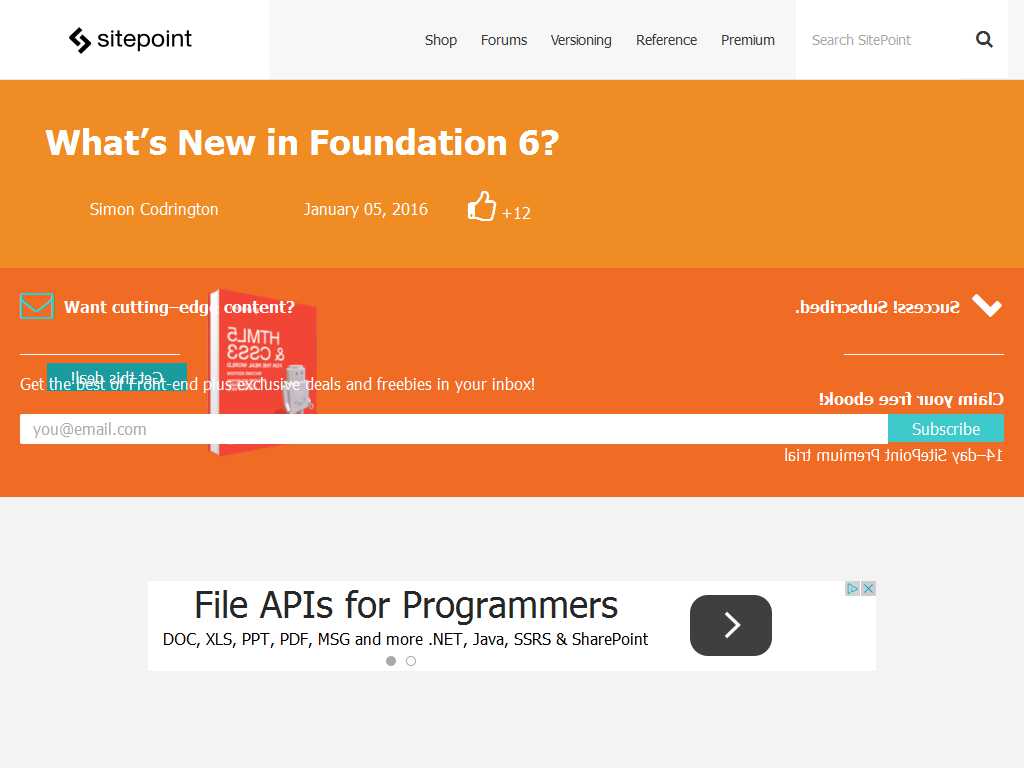 sitepoint
Shop Forums Versioning Reference Premium
Search SitePoint
What's New in Foundation 6?
Simon Codrington January 05, 2016 +12
Want cutting-edge content?
Success! Subscribed.
HTML5
& CSS3
Get this deal!
Get the best of Front-end plus exclusive deals and freebies in your inbox!
Claim your free ebook!
you@email.com
Subscribe
14-day SitePoint Premium trial
File APIs for Programmers
DOC, XLS, PPT, PDF, MSG and more .NET, Java, SSRS & SharePoint